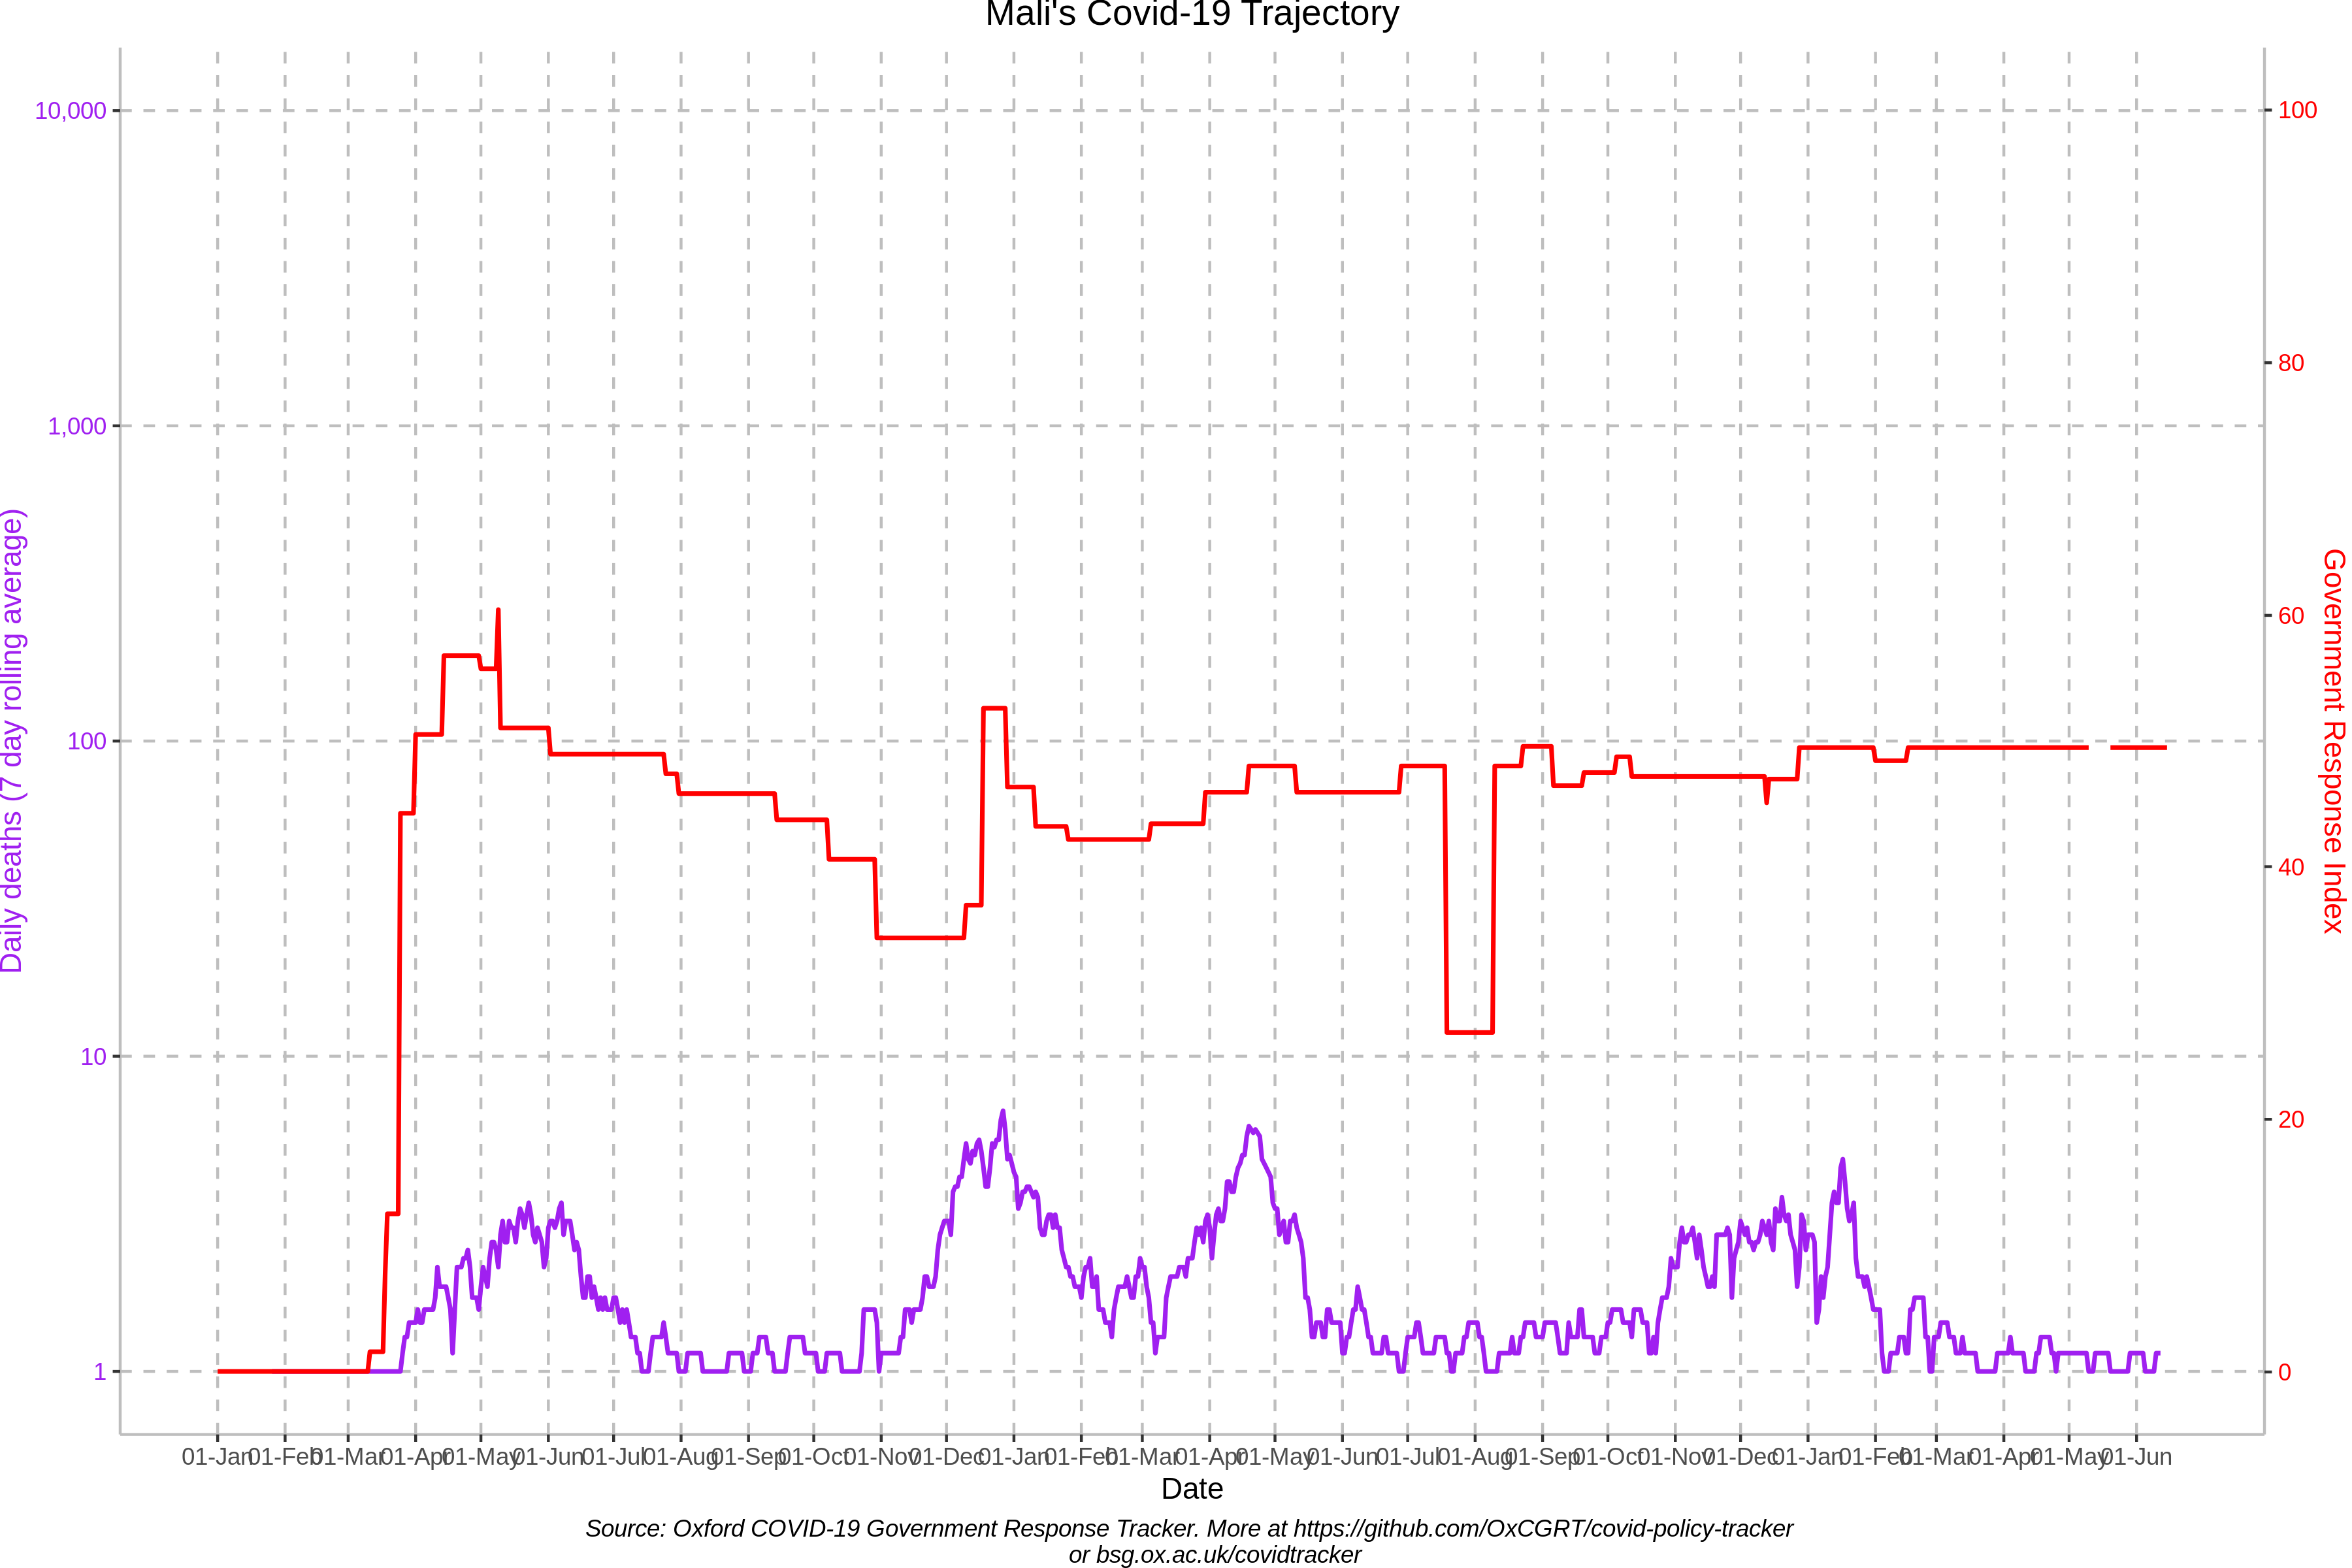 Mali's Covid-19 Trajectory
10,000
1,000
100
10
1
Daily deaths (7 day rolling average)
100
80
60
40
20
0
Government Response Index
01-Jan 01-Feb 01-Mar 01-Apr 01-May 01-Jun 01-Jul 01-Aug 01-Sep 01-Oct 01-Nov 01-Dec 01-Jan 01-Feb 01-Mar 01-Apr 01-May 01-Jun 01-Jul 01-Aug 01-Sep 01-Oct 01-Nov 01-Dec 01-Jan 01-Feb 01-Mar 01-Apr 01-May 01-Jun
Date
Source: Oxford COVID-19 Government Response Tracker. More at https://github.com/OxCGRT/covid-policy-tracker
or bsg.ox.ac.uk/covidtracker